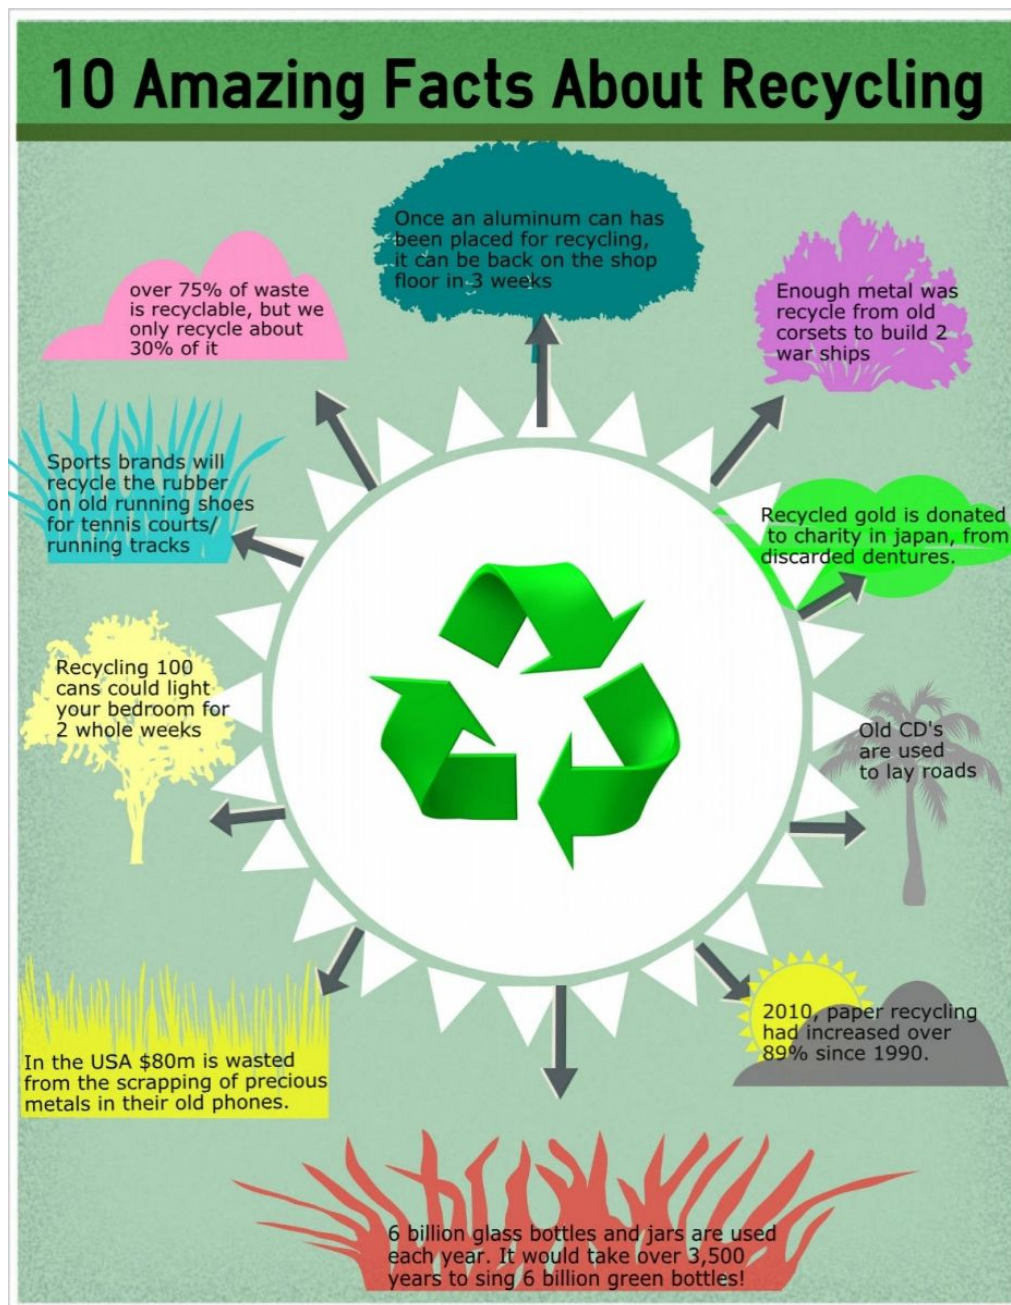 10 Amazing Facts About Recycling
Once an aluminum can has
been placed for recycling,
it can be back on the shop
floor in 3 weeks
over 75% of waste
is recyclable, but we
only recycle about
30% of it
Enough metal was
recycle from old
corsets to build 2
war ships
Sports brands will
recycle the rubber
on old running shoes
for tennis courts/
running tracks
Recycled gold is donated
to charity in japan, from
discarded dentures.
Recycling 100
cans could light
your bedroom for
2 whole weeks
Old CD's
are used
to lay roads
In the USA $80m is wasted
from the scrapping of precious
metals in their old phones.
2010, paper recycling
had increased over
89% since 1990.
6 billion glass bottles and jars are used
each year. It would take over 3,500
years to sing 6 billion green bottles!